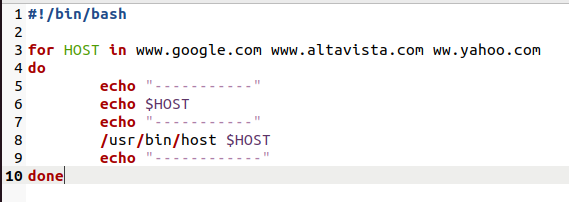 1 #!/bin/bash
2
3 for HOST in www.google.com www.altavista.com ww.yahoo.com
4 do
5         echo "-----------"
6         echo $HOST
7         echo "-----------"
8         /usr/bin/host $HOST
9         echo "------------"
10 done